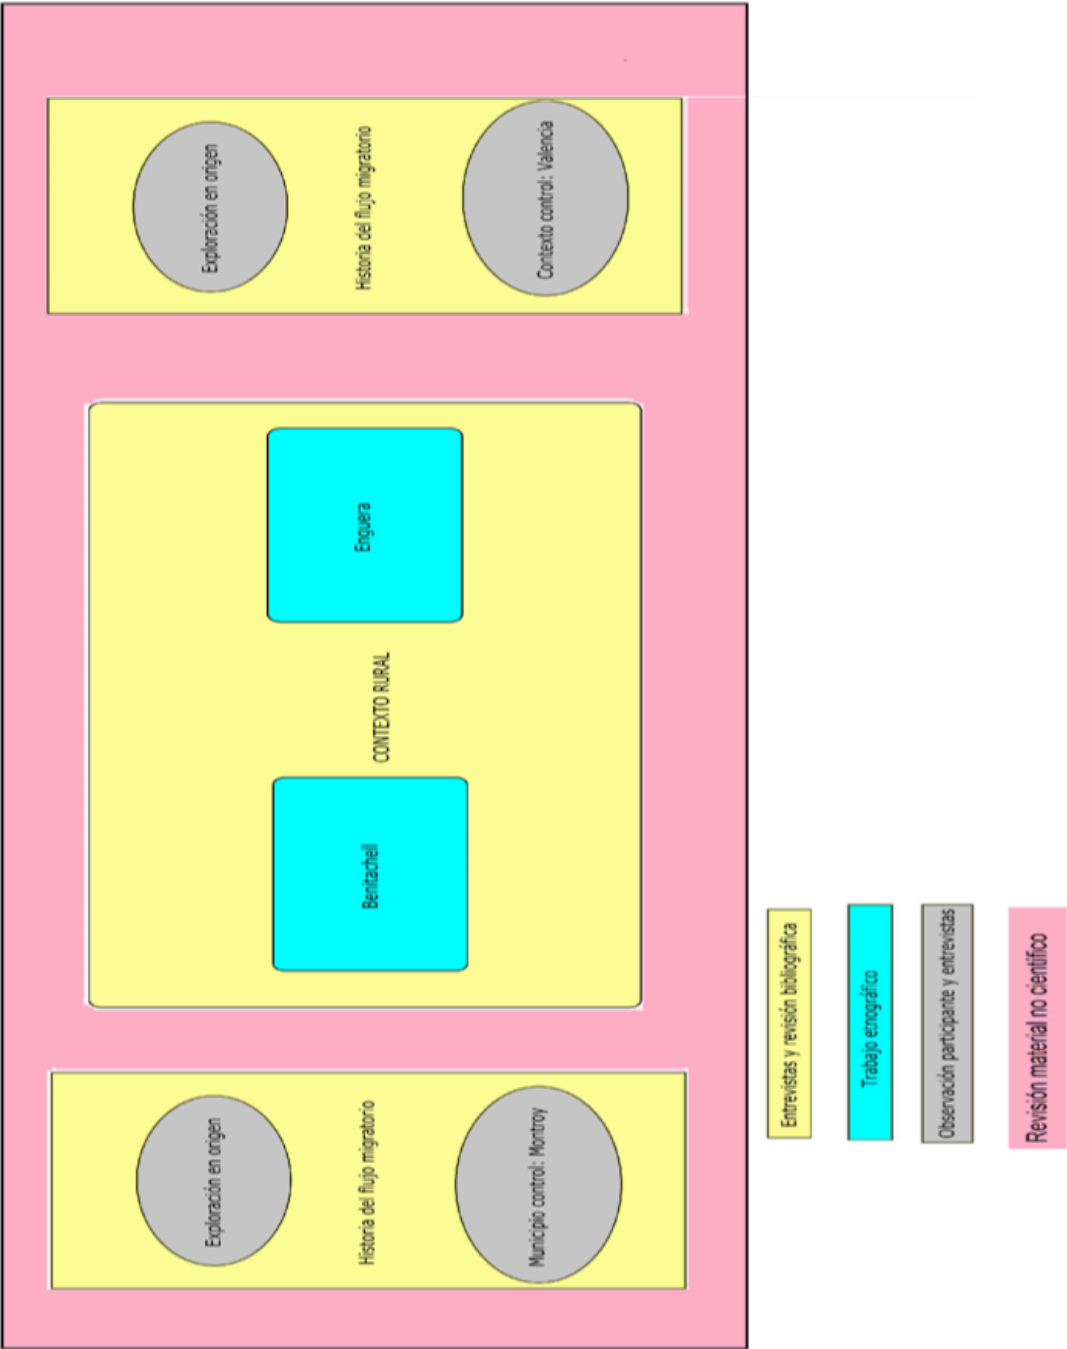 Exploración en origen
Historia del flujo migratorio
Municipio control: Montroy
Benitachell
CONTEXTO RURAL
Enguera
Exploración en origen
Historia del flujo migratorio
Contexto control: Valencia
Entrevistas y revisión bibliográfica
Trabajo etnográfico
Observación participante y entrevistas
Revisión material no científico